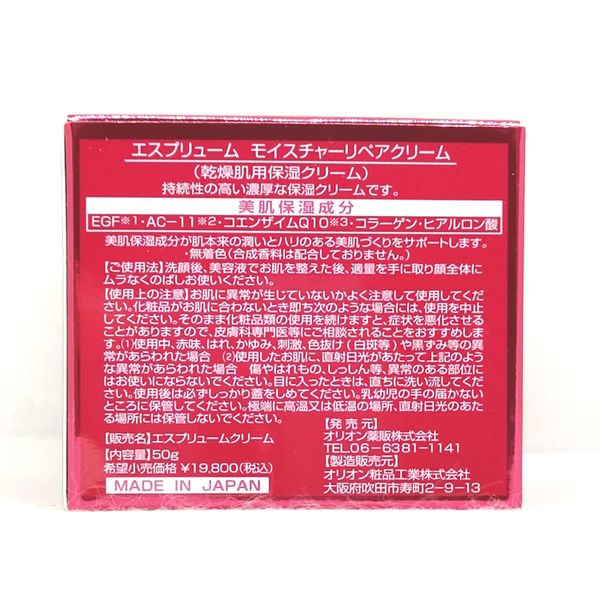 エスプリューム モイスチャーリペアクリーム
(乾燥肌用保湿クリーム)
持続性の高い濃厚な保湿クリームです。
美肌保湿成分
EGF※1・AC-11※2・コエンザイムQ10※3・コラーゲン・ヒアルロン酸
美肌保湿成分が肌本来の潤いとハリのある美肌づくりをサポートします。
・無着色(合成香料は配合しておりません。)
【ご使用法】洗顔後、美容液でお肌を整えた後、適量を手に取り顔全体に
ムラなくのばしお使いください。
【使用上の注意】お肌に異常が生じていないかよく注意して使用してくだ
さい。化粧品がお肌に合わないとき即ち次のような場合には、使用を中止
してください。そのまま化粧品類の使用を続けますと、症状を悪化させる
ことがありますので、皮膚科専門医等にご相談されることをおすすめしま
す。(1)使用中、赤味、はれ、かゆみ、刺激、色抜け(白斑等)や黒ずみ等の異
常があらわれた場合 (2)使用したお肌に、直射日光があたって上記のよう
な異常があらわれた場合 傷やはれもの、しっしん等、異常のある部位に
はお使いにならないでください。目に入ったときは、直ちに洗い流してくだ
さい。使用後は必ずしっかり蓋をしめてください。乳幼児の手の届かない
ところに保管してください。極端に高温又は低温の場所、直射日光のあた
る場所には保管しないでください。
【販売名】エスプリュームクリーム
【内容量】50g
希望小売価格 ¥19,800(税込)
MADE IN JAPAN
【発 売 元】
オリオン薬販株式会社
TEL06-6381-1141
【製造販売元】
オリオン粧品工業株式会社
大阪府吹田市寿町2-9-13